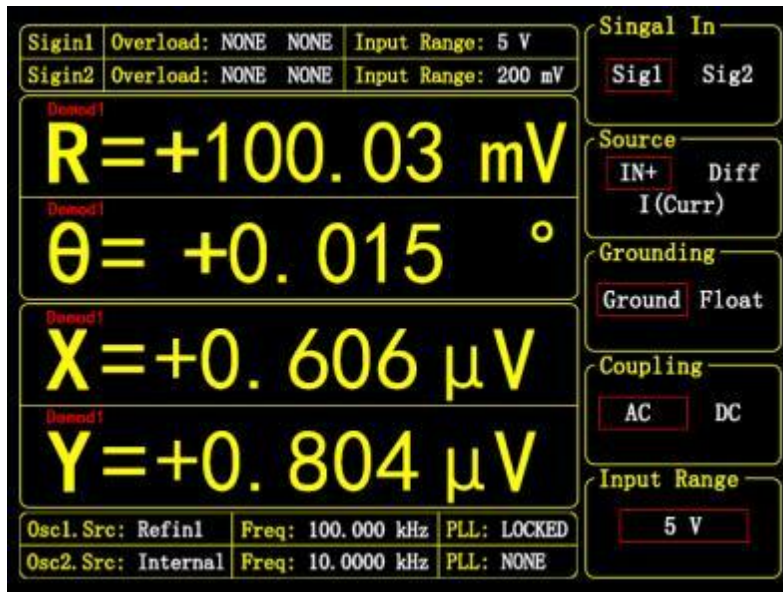 Sigin1 Overload: NONE NONE Input Range: 5 V
Sigin2 Overload: NONE NONE Input Range: 200 mV
Demod1
R=+100.03 mV
Demod1
θ= +0.015 °
Demod1
X=+0.606 μV
Demod1
Y=+0.804 μV
Osc1.Src: Refin1 Freq: 100.000 kHz PLL: LOCKED
Osc2.Src: Internal Freq: 10.0000 kHz PLL: NONE
Singal In
Sig1 Sig2
Source
IN+ Diff
I(Curr)
Grounding
Ground Float
Coupling
AC DC
Input Range
5 V